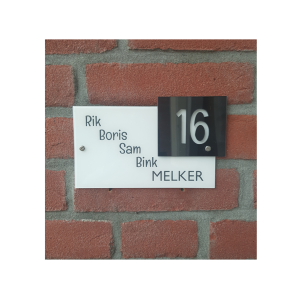 Rik
Boris
Sam
Bink
MELKER
16